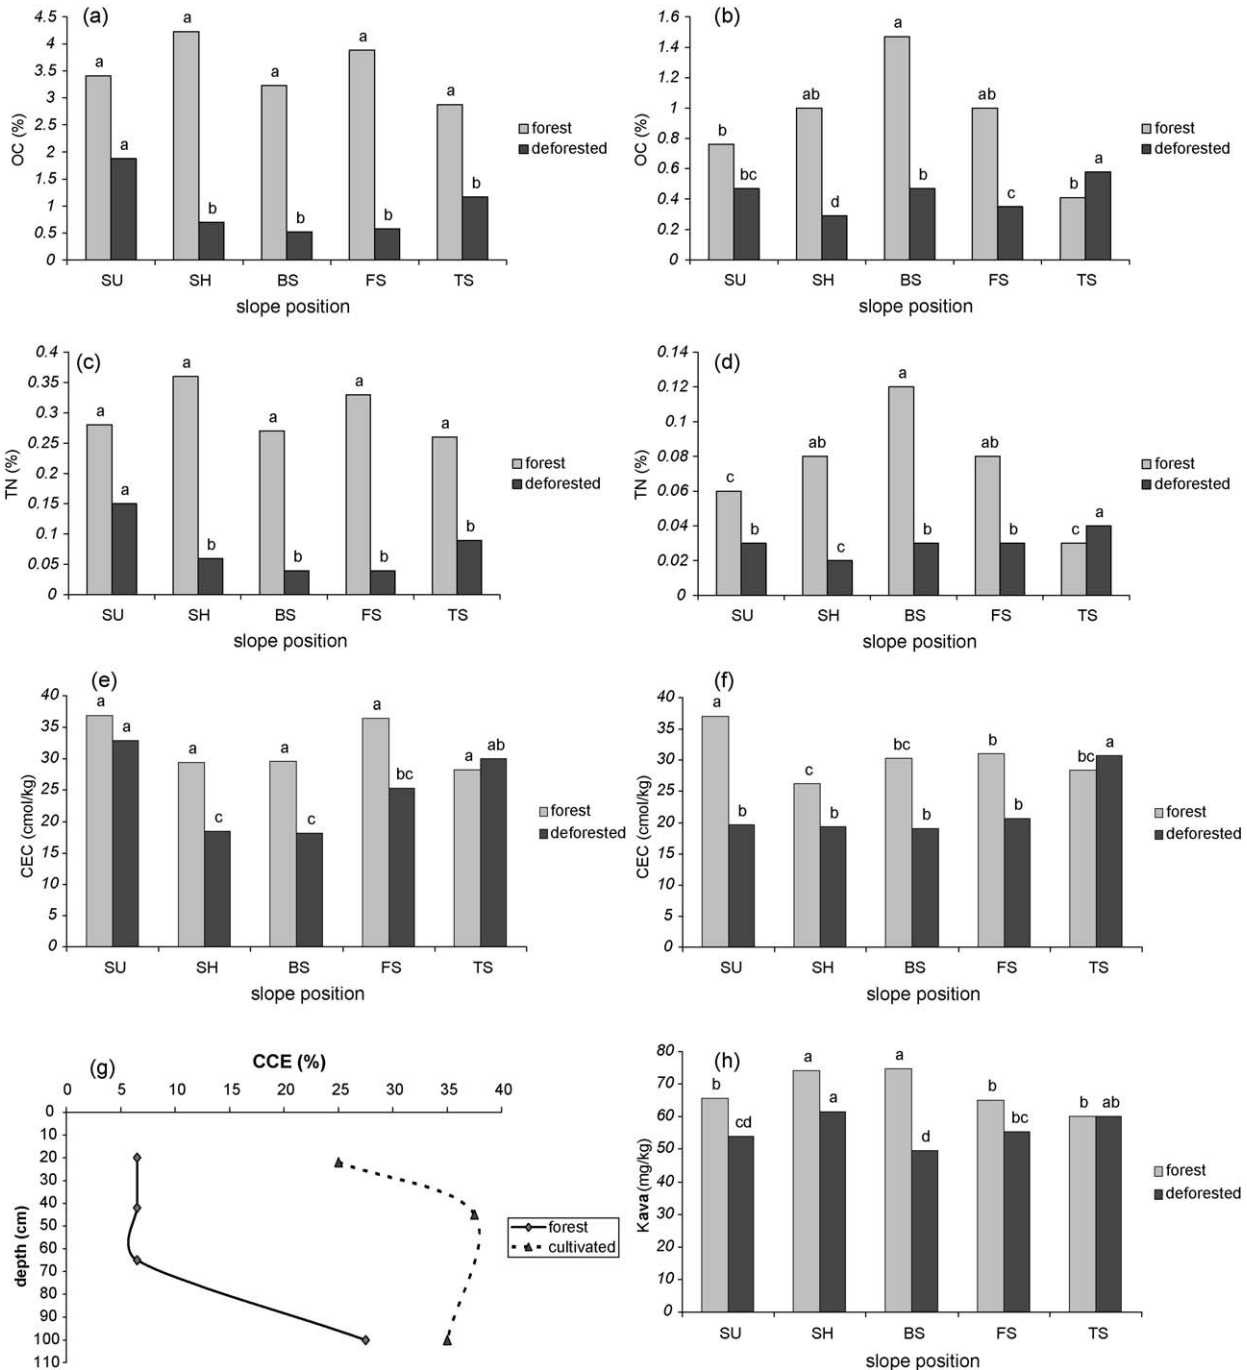 (a)
4.5
4
3.5
3
2.5
2
1.5
1
0.5
0
OC (%)
a a a a a
a b b b b
SU SH BS FS TS
slope position
forest
deforested
(b)
1.6
1.4
1.2
1
0.8
0.6
0.4
0.2
0
OC (%)
b ab a ab b
bc d b c a
SU SH BS FS TS
slope position
forest
deforested
(c)
0.4
0.35
0.3
0.25
0.2
0.15
0.1
0.05
0
TN (%)
a a a a a
a b b b b
SU SH BS FS TS
slope position
forest
deforested
(d)
0.14
0.12
0.1
0.08
0.06
0.04
0.02
0
TN (%)
c ab a ab c
b c b b a
SU SH BS FS TS
slope position
forest
deforested
(e)
40
35
30
25
20
15
10
5
0
CEC (cmol/kg)
a a a a a
a c c bc ab
SU SH BS FS TS
slope position
forest
deforested
(f)
40
35
30
25
20
15
10
5
0
CEC (cmol/kg)
a c bc b bc
b b b b a
SU SH BS FS TS
slope position
forest
deforested
(g)
CCE (%)
0 5 10 15 20 25 30 35 40
0
10
20
30
40
50
60
70
80
90
100
110
depth (cm)
forest
cultivated
(h)
80
70
60
50
40
30
20
10
0
Kava (mg/kg)
b a a b b
cd a d bc ab
SU SH BS FS TS
slope position
forest
deforested